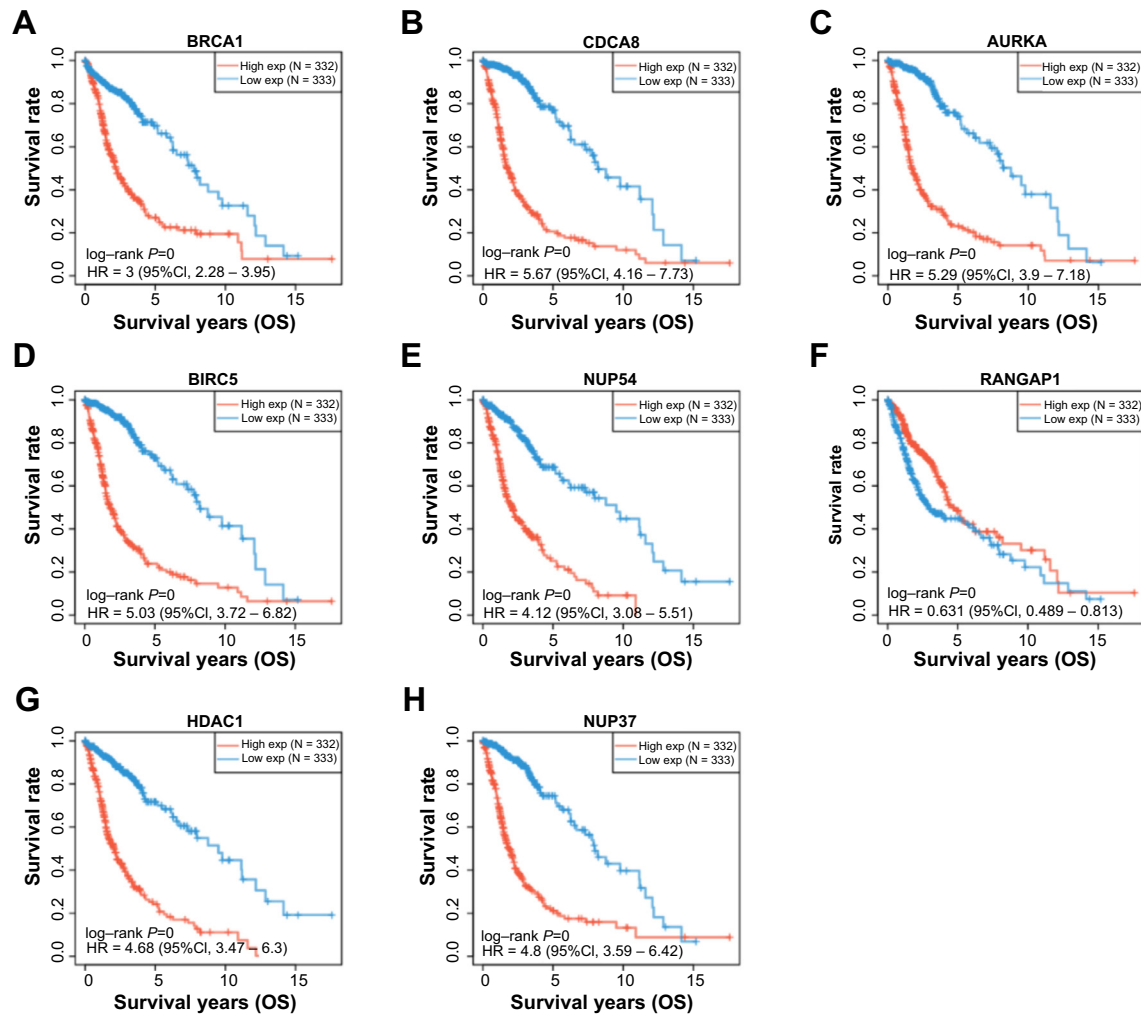 A
BRCA1
High exp (N = 332)
Low exp (N = 333)
Survival rate
1.0
0.8
0.6
0.4
0.2
0.0
log–rank P=0
HR = 3 (95%CI, 2.28 – 3.95)
0 5 10 15
Survival years (OS)
B
CDCA8
High exp (N = 332)
Low exp (N = 333)
Survival rate
1.0
0.8
0.6
0.4
0.2
0.0
log–rank P=0
HR = 5.67 (95%CI, 4.16 – 7.73)
0 5 10 15
Survival years (OS)
C
AURKA
High exp (N = 332)
Low exp (N = 333)
Survival rate
1.0
0.8
0.6
0.4
0.2
0.0
log–rank P=0
HR = 5.29 (95%CI, 3.9 – 7.18)
0 5 10 15
Survival years (OS)
D
BIRC5
High exp (N = 332)
Low exp (N = 333)
Survival rate
1.0
0.8
0.6
0.4
0.2
0.0
log–rank P=0
HR = 5.03 (95%CI, 3.72 – 6.82)
0 5 10 15
Survival years (OS)
E
NUP54
High exp (N = 332)
Low exp (N = 333)
Survival rate
1.0
0.8
0.6
0.4
0.2
0.0
log–rank P=0
HR = 4.12 (95%CI, 3.08 – 5.51)
0 5 10 15
Survival years (OS)
F
RANGAP1
High exp (N = 332)
Low exp (N = 333)
Survival rate
1.0
0.8
0.6
0.4
0.2
0.0
log–rank P=0
HR = 0.631 (95%CI, 0.489 – 0.813)
0 5 10 15
Survival years (OS)
G
HDAC1
High exp (N = 332)
Low exp (N = 333)
Survival rate
1.0
0.8
0.6
0.4
0.2
0.0
log–rank P=0
HR = 4.68 (95%CI, 3.47 – 6.3)
0 5 10 15
Survival years (OS)
H
NUP37
High exp (N = 332)
Low exp (N = 333)
Survival rate
1.0
0.8
0.6
0.4
0.2
0.0
log–rank P=0
HR = 4.8 (95%CI, 3.59 – 6.42)
0 5 10 15
Survival years (OS)